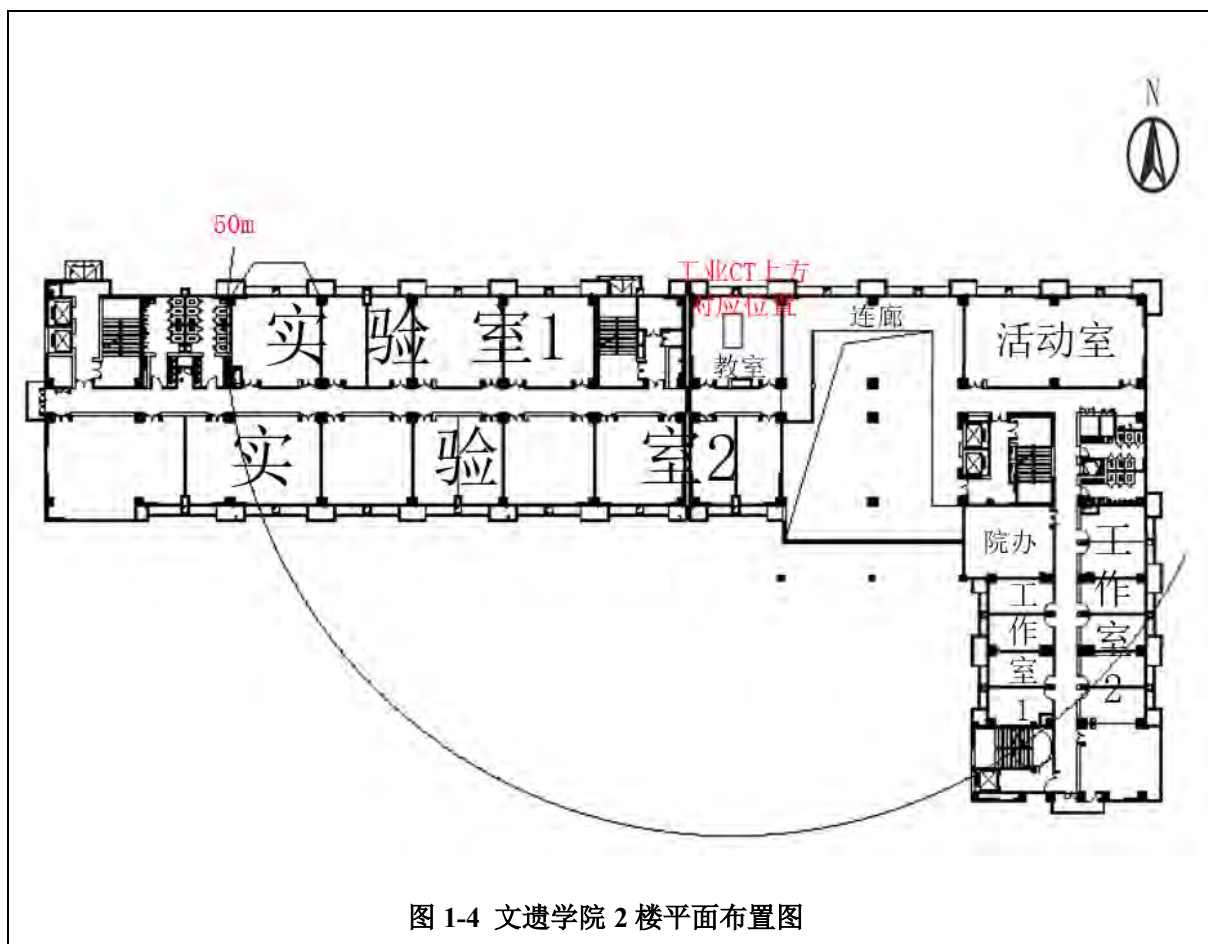 N
50m
工业CT上方
对应位置
连廊
实验室1
教室
活动室
实验室2
院办
工作室1
工作室2
图 1-4 文遗学院 2 楼平面布置图